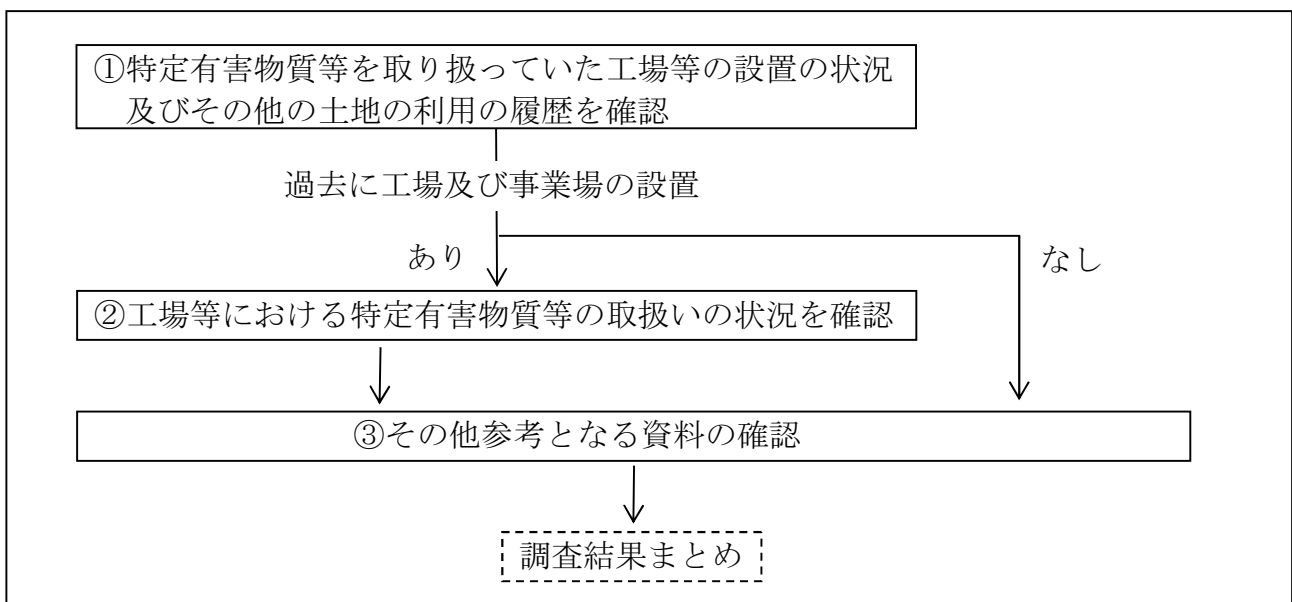 ①特定有害物質等を取り扱っていた工場等の設置の状況
及びその他の土地の利用の履歴を確認
過去に工場及び事業場の設置
あり
なし
②工場等における特定有害物質等の取扱いの状況を確認
③その他参考となる資料の確認
調査結果まとめ